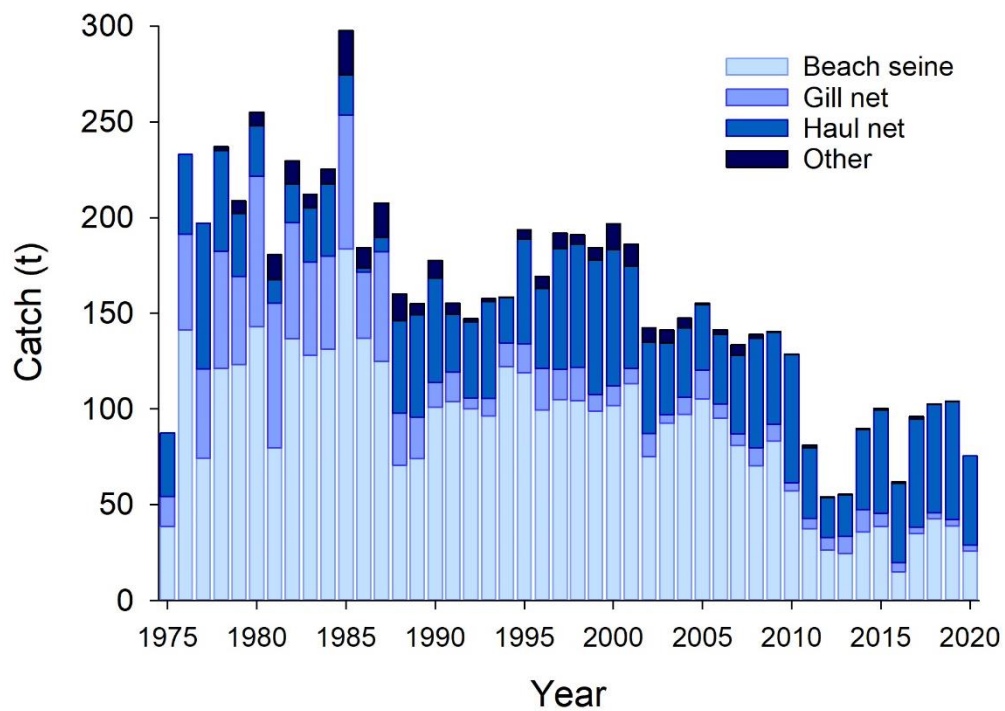 300
250
200
150
100
50
0
Catch (t)
Beach seine
Gill net
Haul net
Other
1975 1980 1985 1990 1995 2000 2005 2010 2015 2020
Year